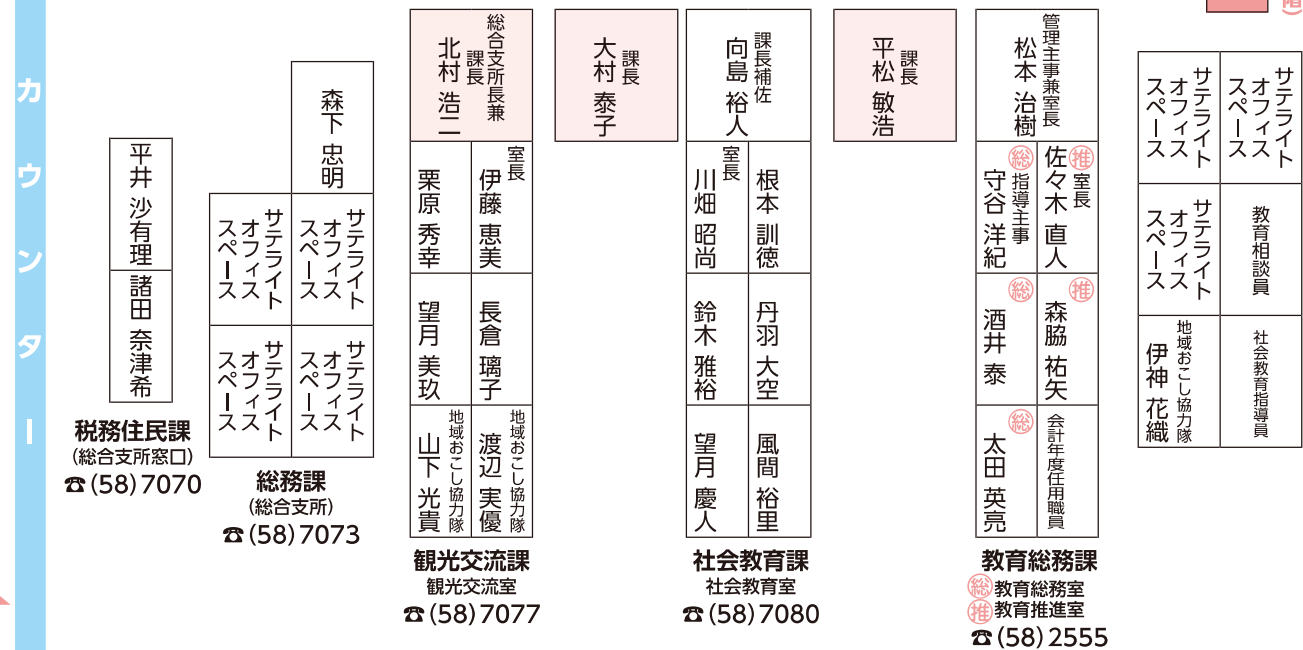 カウンター
平井 沙有理
諸田 奈津希
税務住民課
(総合支所窓口)
☎(58)7070
森下 忠明
サテライト
オフィス
スペース
サテライト
オフィス
スペース
サテライト
オフィス
スペース
サテライト
オフィス
スペース
総務課
(総合支所)
☎(58)7073
総合支所長兼
課長
北村 浩二
室長
伊藤 恵美
栗原 秀幸
長倉 璃子
望月 美玖
地域おこし協力隊
渡辺 実優
地域おこし協力隊
山下 光貴
観光交流課
観光交流室
☎(58)7077
課長
大村 泰子
課長補佐
向島 裕人
根本 訓徳
室長
川畑 昭尚
丹羽 大空
鈴木 雅裕
風間 裕里
望月 慶人
社会教育課
社会教育室
☎(58)7080
課長
平松 敏浩
管理主事兼室長
松本 治樹
推 室長
佐々木 直人
総 指導主事
守谷 洋紀
推
森脇 祐矢
総
酒井 泰
会計年度任用職員
総
太田 英亮
教育総務課
総 教育総務室
推 教育推進室
☎(58)2555
サテライト
オフィス
スペース
サテライト
オフィス
スペース
教育相談員
サテライト
オフィス
スペース
社会教育指導員
地域おこし協力隊
伊神 花織